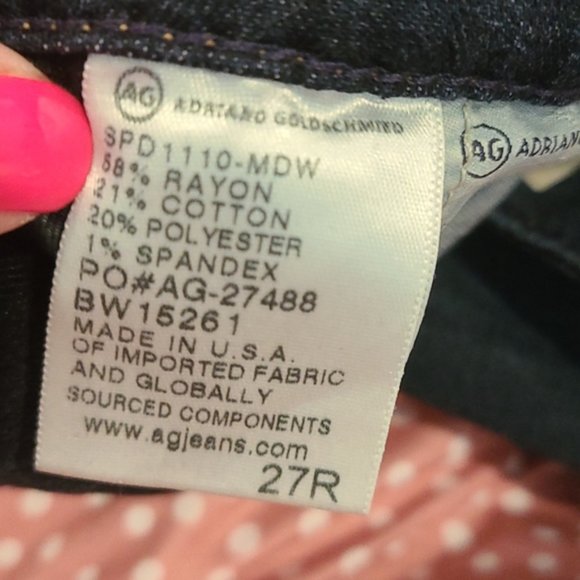 AG ADRIANO GOLDSCHMIED
SPD1110-MDW
58% RAYON
21% COTTON
20% POLYESTER
1% SPANDEX
PO#AG-27488
BW15261
MADE IN U.S.A.
OF IMPORTED FABRIC
AND GLOBALLY
SOURCED COMPONENTS
www.agjeans.com
27R
AG ADRIAN